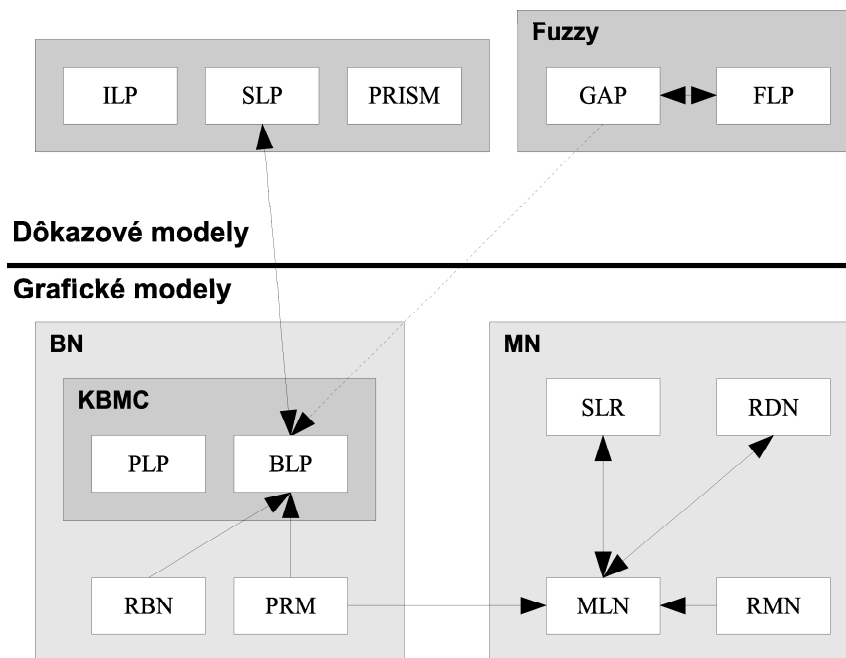 Fuzzy
ILP SLP PRISM GAP FLP
Dôkazové modely
Grafické modely
BN MN
KBMC SLR RDN
PLP BLP
RBN PRM MLN RMN